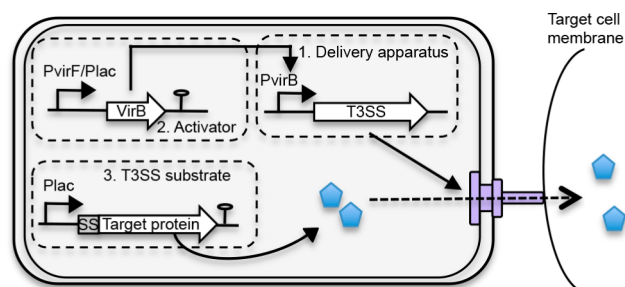 Target cell
membrane
1. Delivery apparatus
PvirF/Plac
PvirB
VirB
T3SS
2. Activator
3. T3SS substrate
Plac
SS Target protein